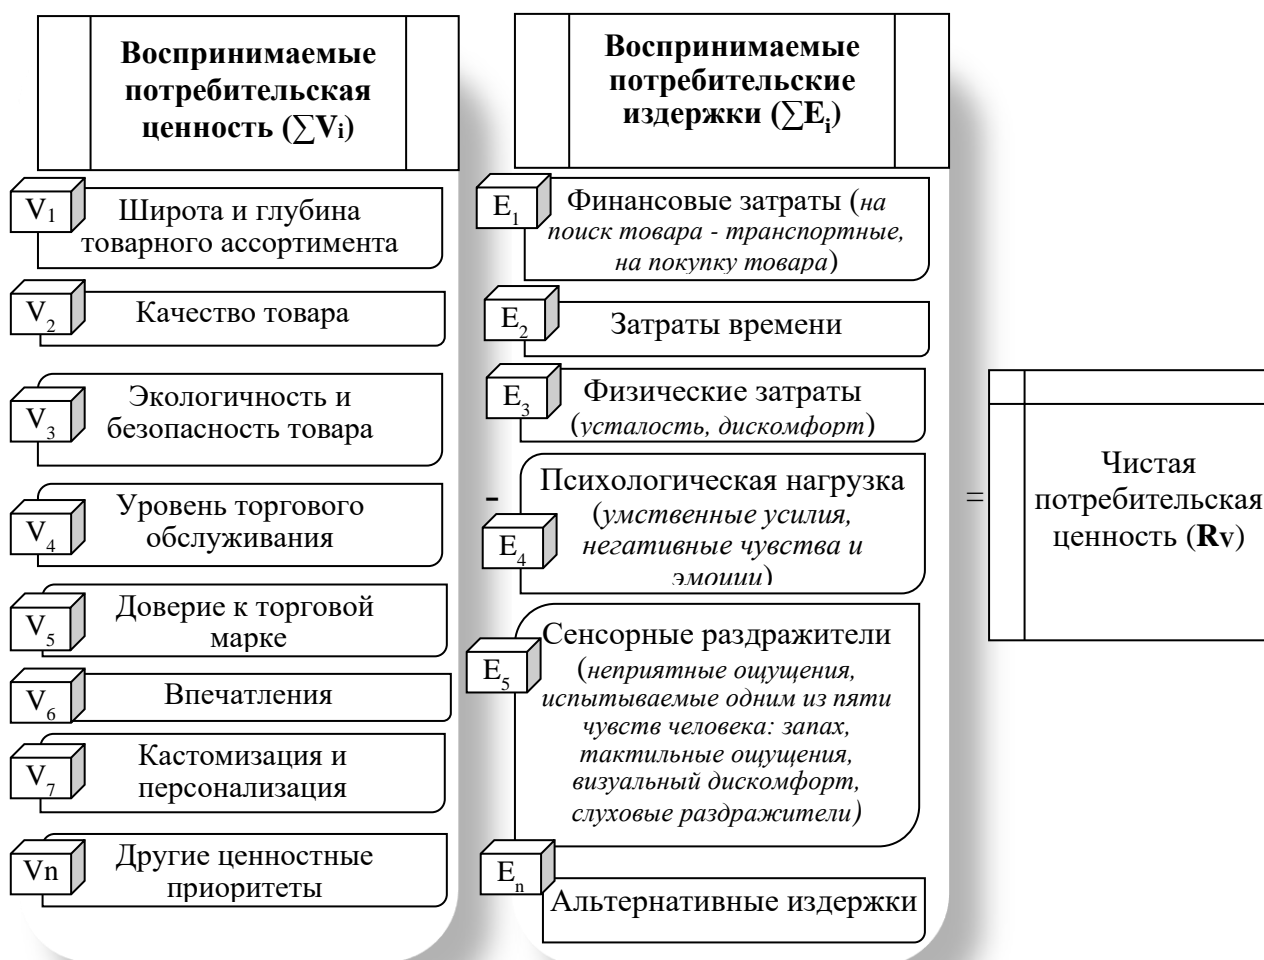 Воспринимаемые
потребительская
ценность (∑Vi)
V1
Широта и глубина
товарного ассортимента
V2
Качество товара
V3
Экологичность и
безопасность товара
V4
Уровень торгового
обслуживания
V5
Доверие к торговой
марке
V6
Впечатления
V7
Кастомизация и
персонализация
Vn
Другие ценностные
приоритеты
-
Воспринимаемые
потребительские
издержки (∑Ei)
E1
Финансовые затраты (на
поиск товара - транспортные,
на покупку товара)
E2
Затраты времени
E3
Физические затраты
(усталость, дискомфорт)
E4
Психологическая нагрузка
(умственные усилия,
негативные чувства и
эмоции)
E5
Сенсорные раздражители
(неприятные ощущения,
испытываемые одним из пяти
чувств человека: запах,
тактильные ощущения,
визуальный дискомфорт,
слуховые раздражители)
En
Альтернативные издержки
=
Чистая
потребительская
ценность (Rv)